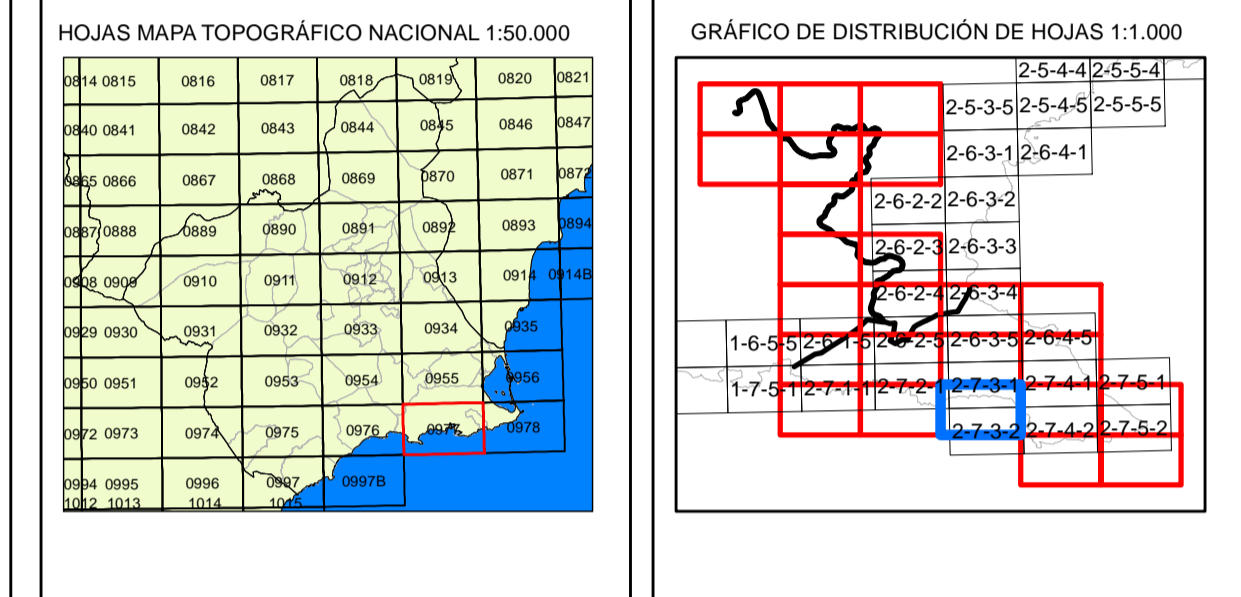 HOJAS MAPA TOPOGRÁFICO NACIONAL 1:50.000
0814 0815 0816 0817 0818 0819 0820 0821
0840 0841 0842 0843 0844 0845 0846 0847
0865 0866 0867 0868 0869 0870 0871 0872
0887 0888 0889 0890 0891 0892 0893 0894
0908 0909 0910 0911 0912 0913 0914 0914B
0929 0930 0931 0932 0933 0934 0935
0950 0951 0952 0953 0954 0955 0956
0972 0973 0974 0975 0976 0977 0978
0994 0995 0996 0997 0997B
1012 1013 1014 1015
GRÁFICO DE DISTRIBUCIÓN DE HOJAS 1:1.000
2-5-4-4 2-5-5-4
2-5-3-5 2-5-4-5 2-5-5-5
2-6-3-1 2-6-4-1
2-6-2-2 2-6-3-2
2-6-2-3 2-6-3-3
2-6-2-4 2-6-3-4
1-6-5-5 2-6-1-5 2-6-2-5 2-6-3-5 2-6-4-5
1-7-5-1 2-7-1-1 2-7-2-1 2-7-3-1 2-7-4-1 2-7-5-1
2-7-3-2 2-7-4-2 2-7-5-2